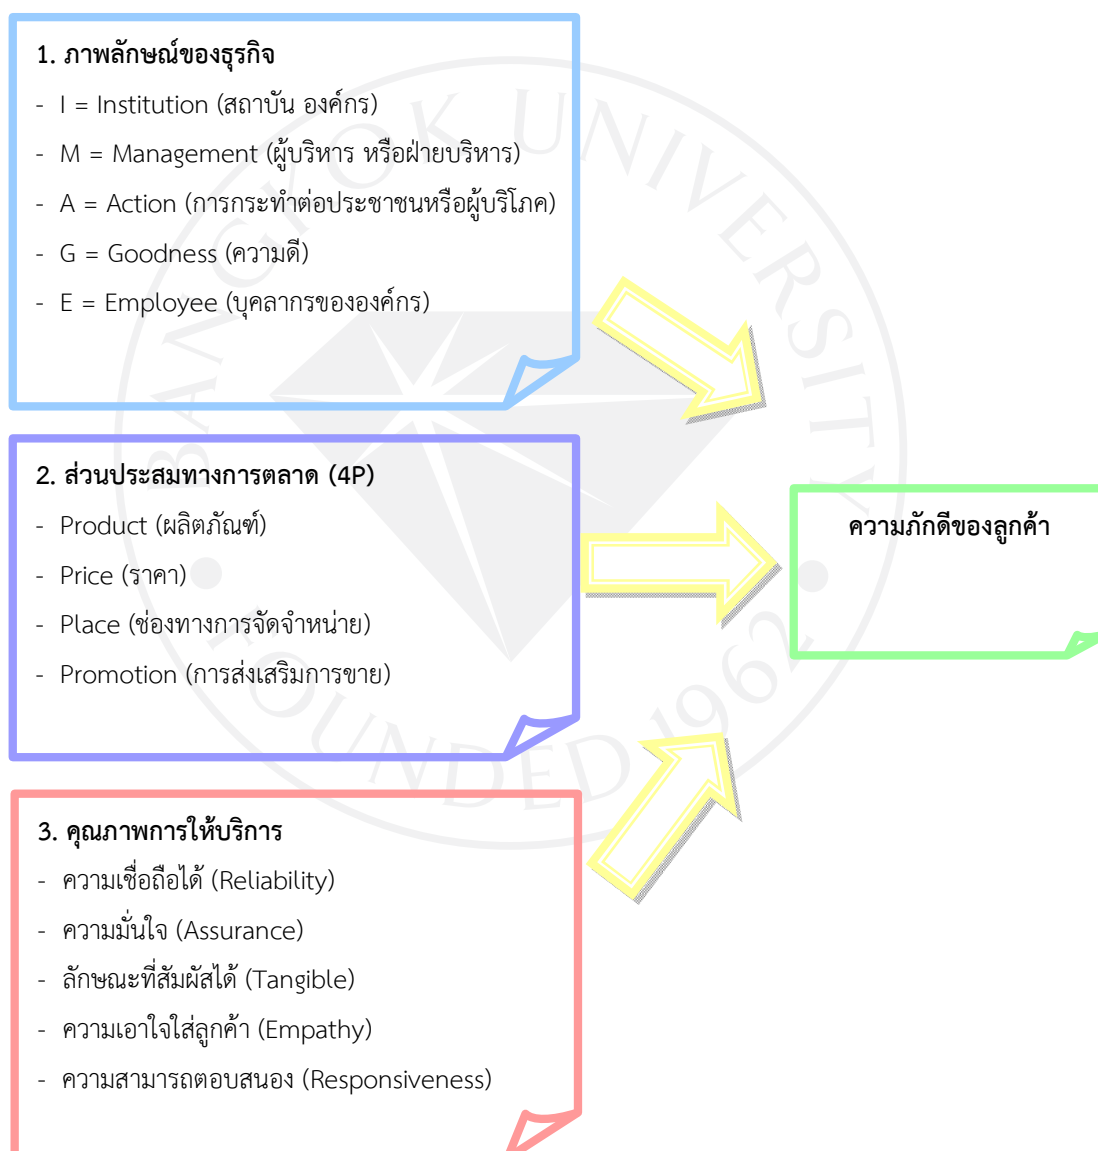 1. ภาพลักษณ์ของธุรกิจ
- I = Institution (สถาบัน องค์กร)
- M = Management (ผู้บริหาร หรือฝ่ายบริหาร)
- A = Action (การกระทำต่อประชาชนหรือผู้บริโภค)
- G = Goodness (ความดี)
- E = Employee (บุคลากรขององค์กร)
2. ส่วนประสมทางการตลาด (4P)
- Product (ผลิตภัณฑ์)
- Price (ราคา)
- Place (ช่องทางการจัดจำหน่าย)
- Promotion (การส่งเสริมการขาย)
ความภักดีของลูกค้า
3. คุณภาพการให้บริการ
- ความเชื่อถือได้ (Reliability)
- ความมั่นใจ (Assurance)
- ลักษณะที่สัมผัสได้ (Tangible)
- ความเอาใจใส่ลูกค้า (Empathy)
- ความสามารถตอบสนอง (Responsiveness)
BANGKOK UNIVERSITY
FOUNDED 1962